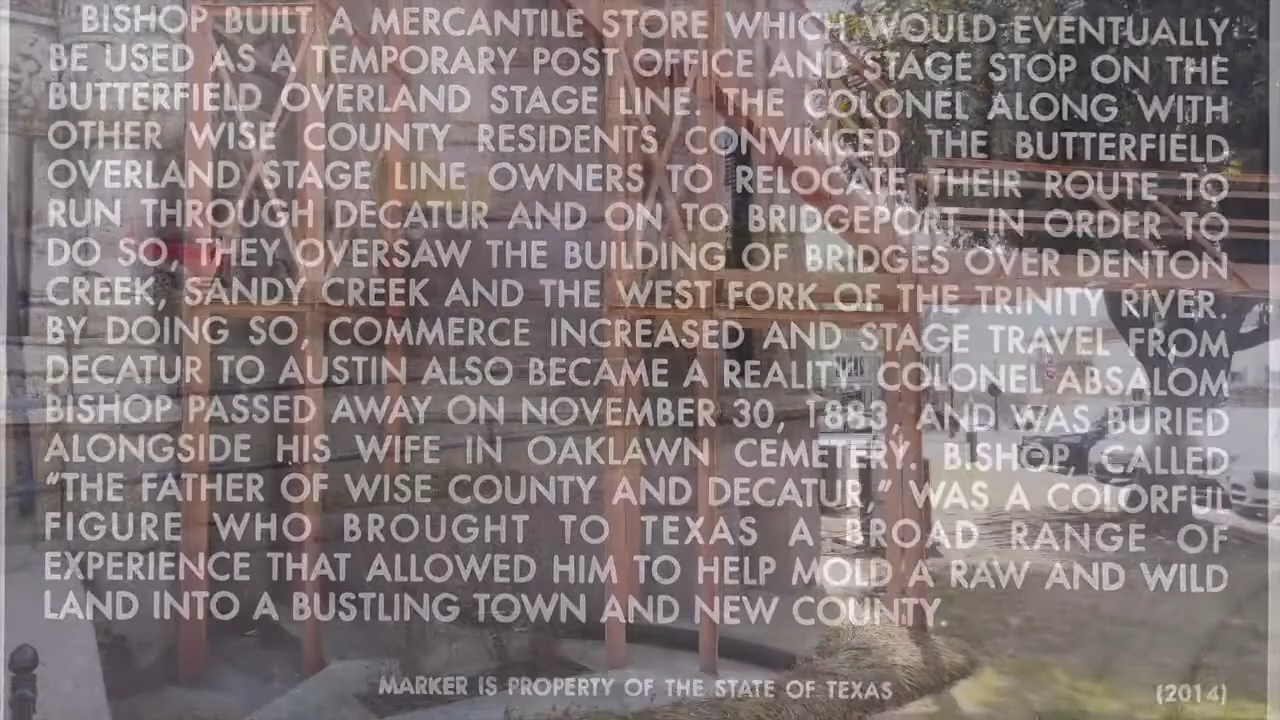 BISHOP BUILT A MERCANTILE STORE WHICH WOULD EVENTUALLY
BE USED AS A TEMPORARY POST OFFICE AND STAGE STOP ON THE
BUTTERFIELD OVERLAND STAGE LINE. THE COLONEL ALONG WITH
OTHER WISE COUNTY RESIDENTS CONVINCED THE BUTTERFIELD
OVERLAND STAGE LINE OWNERS TO RELOCATE THEIR ROUTE TO
RUN THROUGH DECATUR AND ON TO BRIDGEPORT. IN ORDER TO
DO SO, THEY OVERSAW THE BUILDING OF BRIDGES OVER DENTON
CREEK, SANDY CREEK AND THE WEST FORK OF THE TRINITY RIVER.
BY DOING SO, COMMERCE INCREASED AND STAGE TRAVEL FROM
DECATUR TO AUSTIN ALSO BECAME A REALITY. COLONEL ABSALOM
BISHOP PASSED AWAY ON NOVEMBER 30, 1883, AND WAS BURIED
ALONGSIDE HIS WIFE IN OAKLAWN CEMETERY. BISHOP, CALLED
“THE FATHER OF WISE COUNTY AND DECATUR,” WAS A COLORFUL
FIGURE WHO BROUGHT TO TEXAS A BROAD RANGE OF
EXPERIENCE THAT ALLOWED HIM TO HELP MOLD A RAW AND WILD
LAND INTO A BUSTLING TOWN AND NEW COUNTY.
MARKER IS PROPERTY OF THE STATE OF TEXAS (2014)